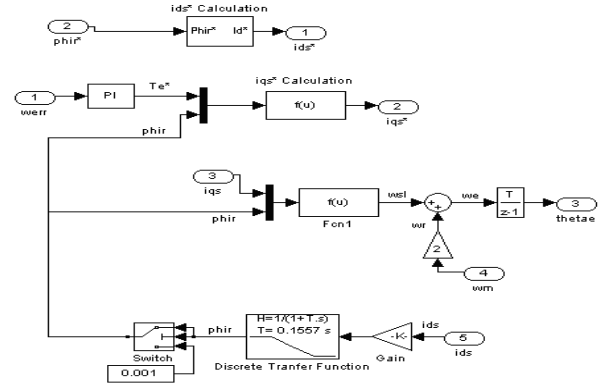 ids* Calculation
2
phir*
Phir* Id*
1
ids*
iqs* Calculation
1
werr
PI
Te*
f(u)
2
iqs*
phir
3
iqs
phir
f(u)
Fcn1
wsl
+
+
we
T
z-1
3
thetae
wr
2
4
wm
H=1/(1+T.s)
T= 0.1557 s
Discrete Tranfer Function
phir
Switch
0.001
-K-
Gain
ids
5
ids